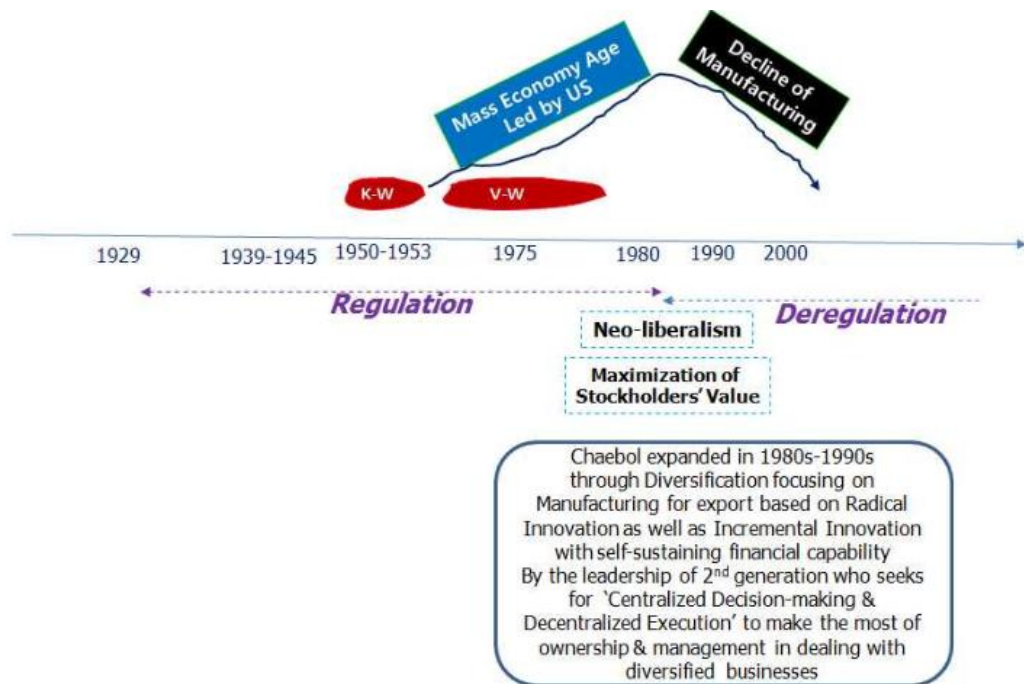 Mass Economy Age
Led by US
Decline of
Manufacturing
K-W
V-W
1929
1939-1945
1950-1953
1975
1980
1990
2000
Regulation
Deregulation
Neo-liberalism
Maximization of
Stockholders' Value
Chaebol expanded in 1980s-1990s
through Diversification focusing on
Manufacturing for export based on Radical
Innovation as well as Incremental Innovation
with self-sustaining financial capability
By the leadership of 2nd generation who seeks
for ‘Centralized Decision-making &
Decentralized Execution’ to make the most of
ownership & management in dealing with
diversified businesses